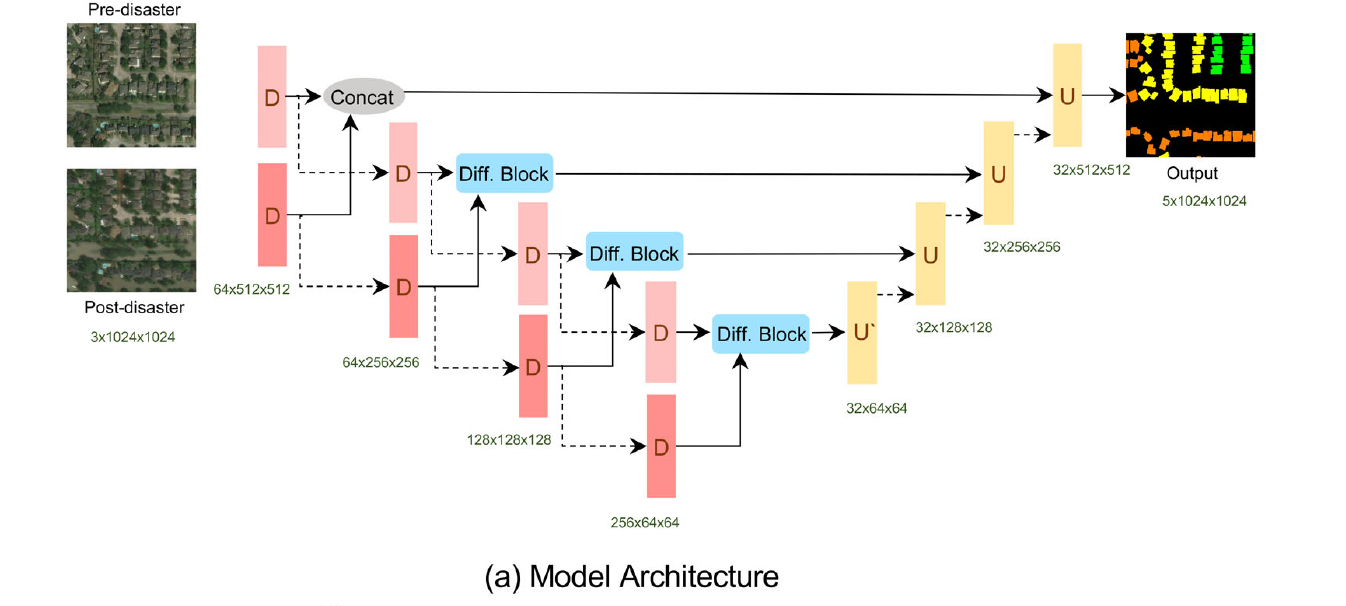 Pre-disaster
D
Concat
U
D
Diff. Block
U
Output
32x512x512
5x1024x1024
D
D
Diff. Block
U
32x256x256
64x512x512
D
Post-disaster
3x1024x1024
D
Diff. Block
U`
32x128x128
64x256x256
D
32x64x64
128x128x128
D
256x64x64
(a) Model Architecture